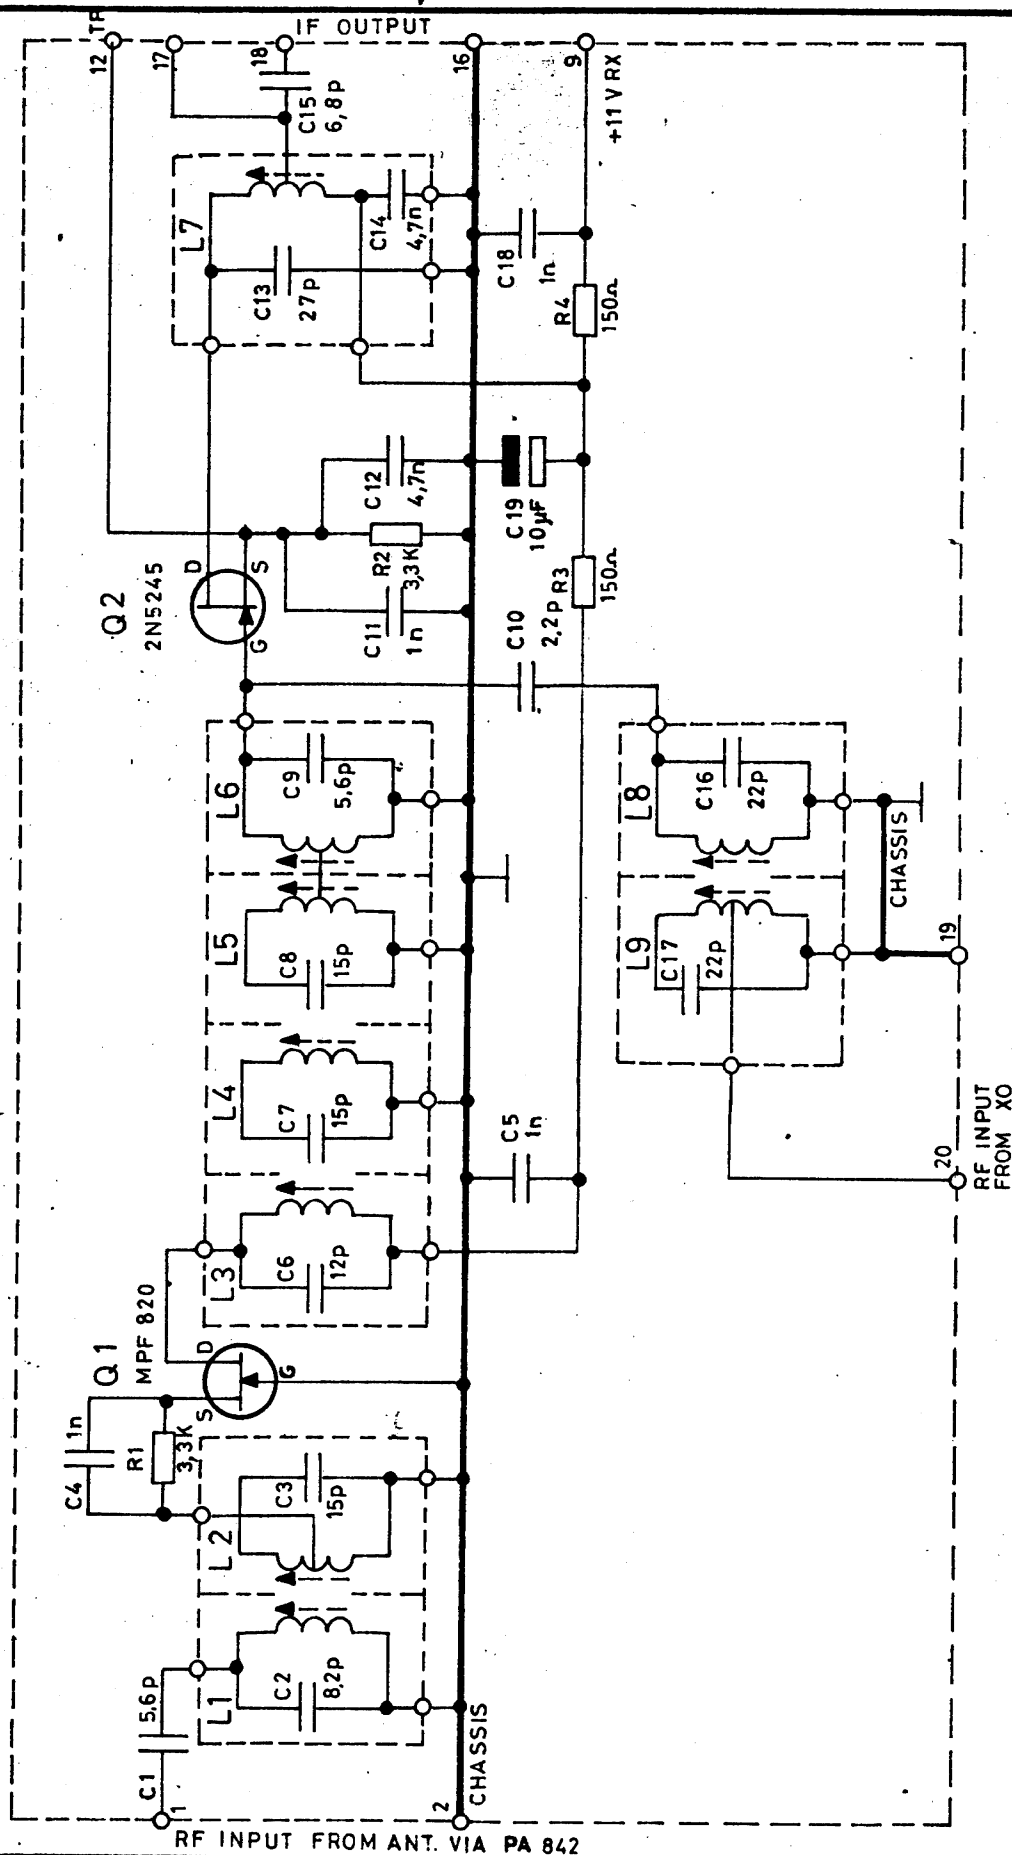 IF OUTPUT
12
TP
17
18
16
9
+11 V RX
C15
6,8p
L7
C14
4,7n
C13
27p
C18
1n
R4
150Ω
C12
4,7n
C19
10µF
R2
3,3K
C11
1n
R3
150Ω
C10
2,2p
Q2
2N5245
D
S
G
L6
C9
5,6p
L5
C8
15p
L4
C7
15p
L3
C6
12p
C5
1n
L8
C16
22p
L9
C17
22p
CHASSIS
19
20
RF INPUT
FROM XO
Q1
MPF 820
D
G
S
C4
1n
R1
3,3K
L2
C3
15p
L1
C2
8,2p
C1
5,6p
1
2
CHASSIS
RF INPUT FROM ANT. VIA PA 842